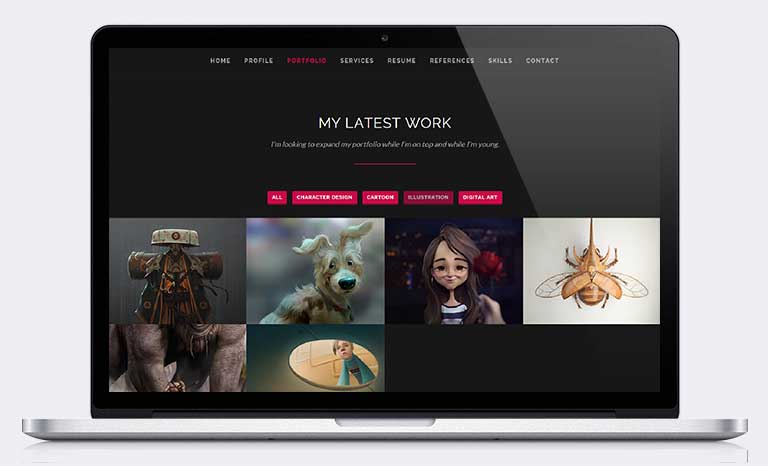 HOME PROFILE PORTFOLIO SERVICES RESUME REFERENCES SKILLS CONTACT
MY LATEST WORK
I'm looking to expand my portfolio while I'm on top and while I'm young.
ALL CHARACTER DESIGN CARTOON ILLUSTRATION DIGITAL ART